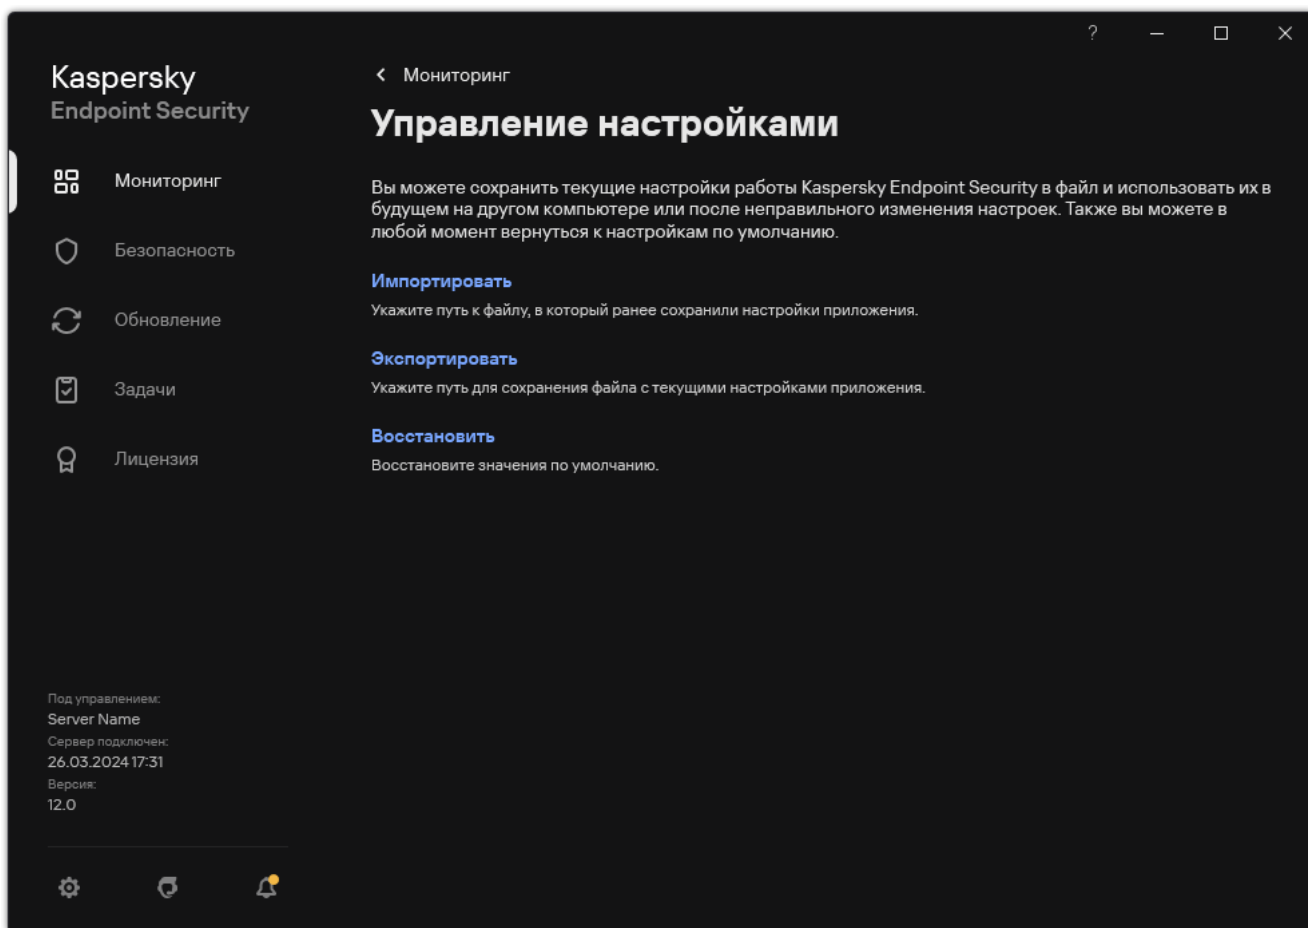 ?
Kaspersky
Endpoint Security
Мониторинг
Безопасность
Обновление
Задачи
Лицензия
Под управлением:
Server Name
Сервер подключен:
26.03.2024 17:31
Версия:
12.0
Мониторинг
Управление настройками
Вы можете сохранить текущие настройки работы Kaspersky Endpoint Security в файл и использовать их в
будущем на другом компьютере или после неправильного изменения настроек. Также вы можете в
любой момент вернуться к настройкам по умолчанию.
Импортировать
Укажите путь к файлу, в который ранее сохранили настройки приложения.
Экспортировать
Укажите путь для сохранения файла с текущими настройками приложения.
Восстановить
Восстановите значения по умолчанию.